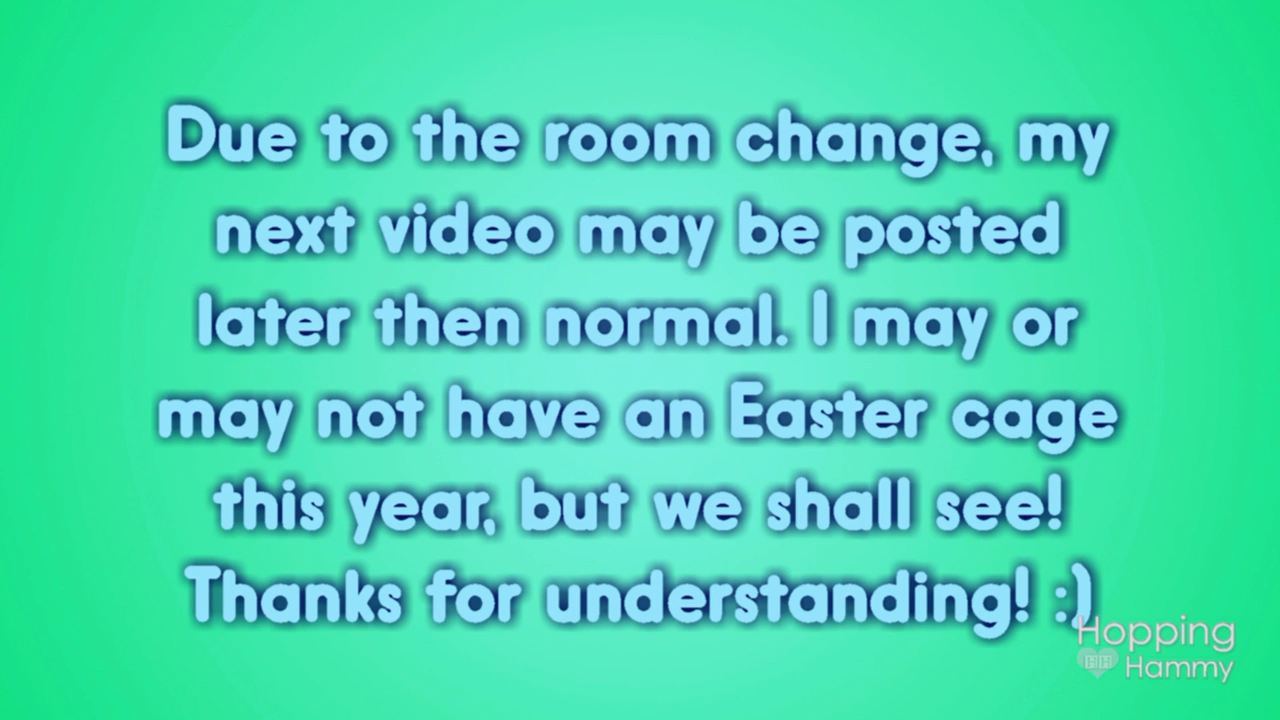 Due to the room change, my
next video may be posted
later then normal. I may or
may not have an Easter cage
this year, but we shall see!
Thanks for understanding! :)
Hopping
HH Hammy